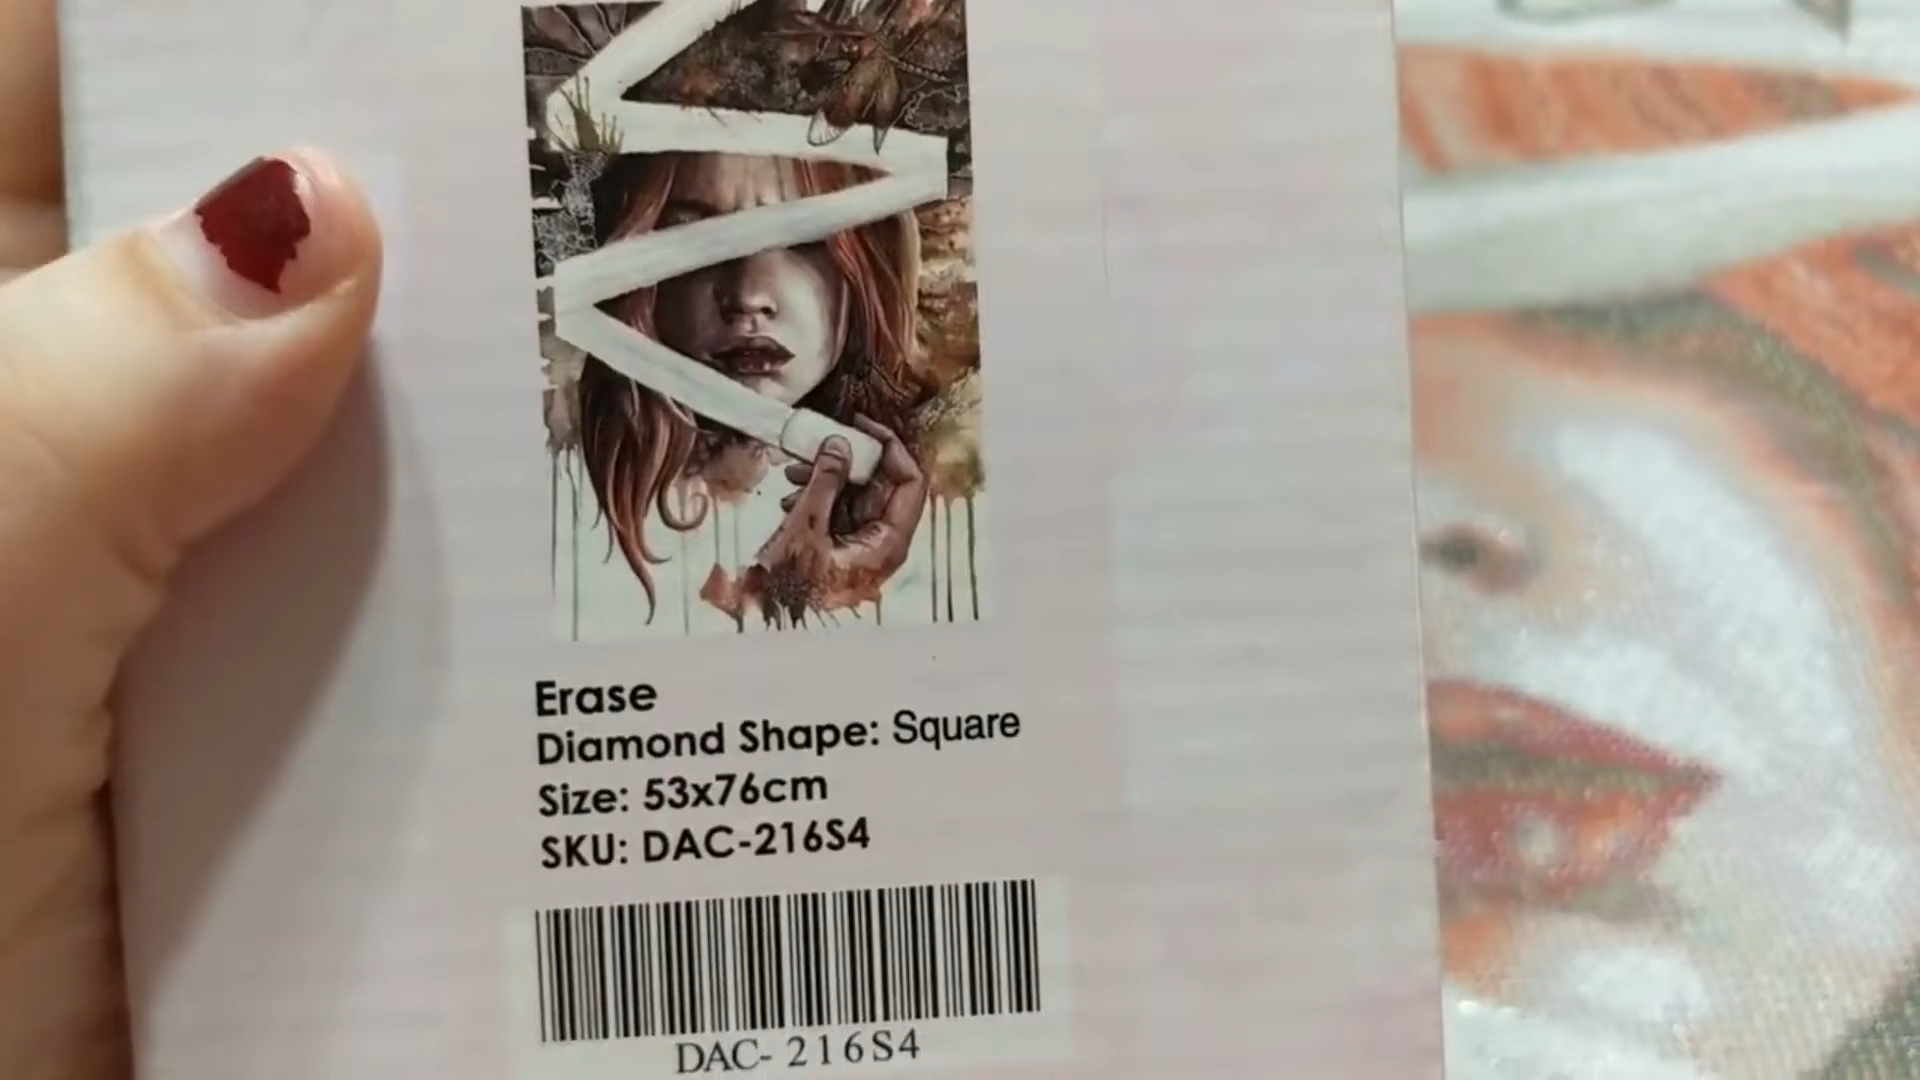 Erase
Diamond Shape: Square
Size: 53x76cm
SKU: DAC-216S4
DAC- 216S4